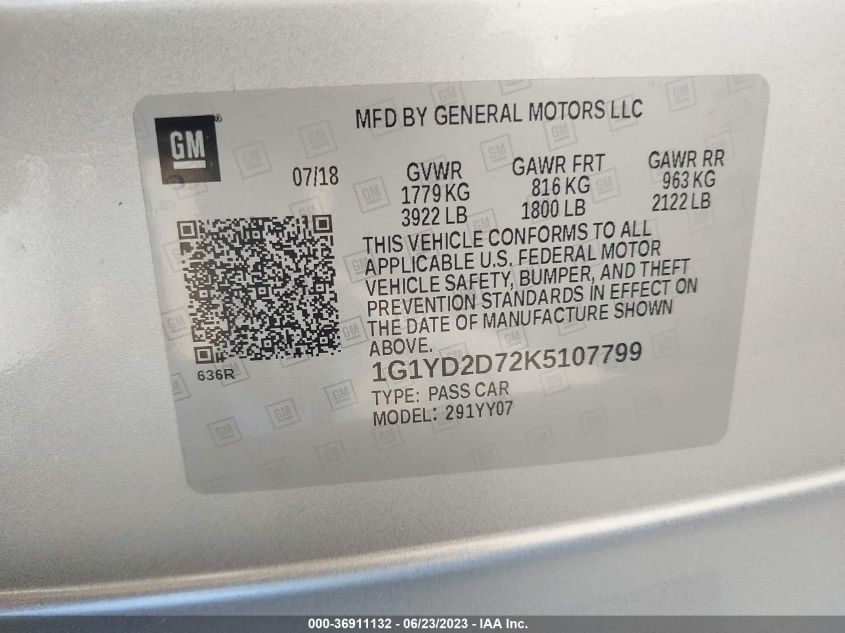 GM®
MFD BY GENERAL MOTORS LLC
07/18
GVWR
1779 KG
3922 LB
GAWR FRT
816 KG
1800 LB
GAWR RR
963 KG
2122 LB
THIS VEHICLE CONFORMS TO ALL
APPLICABLE U.S. FEDERAL MOTOR
VEHICLE SAFETY, BUMPER, AND THEFT
PREVENTION STANDARDS IN EFFECT ON
THE DATE OF MANUFACTURE SHOWN
ABOVE.
636R
1G1YD2D72K5107799
TYPE: PASS CAR
MODEL: 291YY07
000-36911132 - 06/23/2023 - IAA Inc.